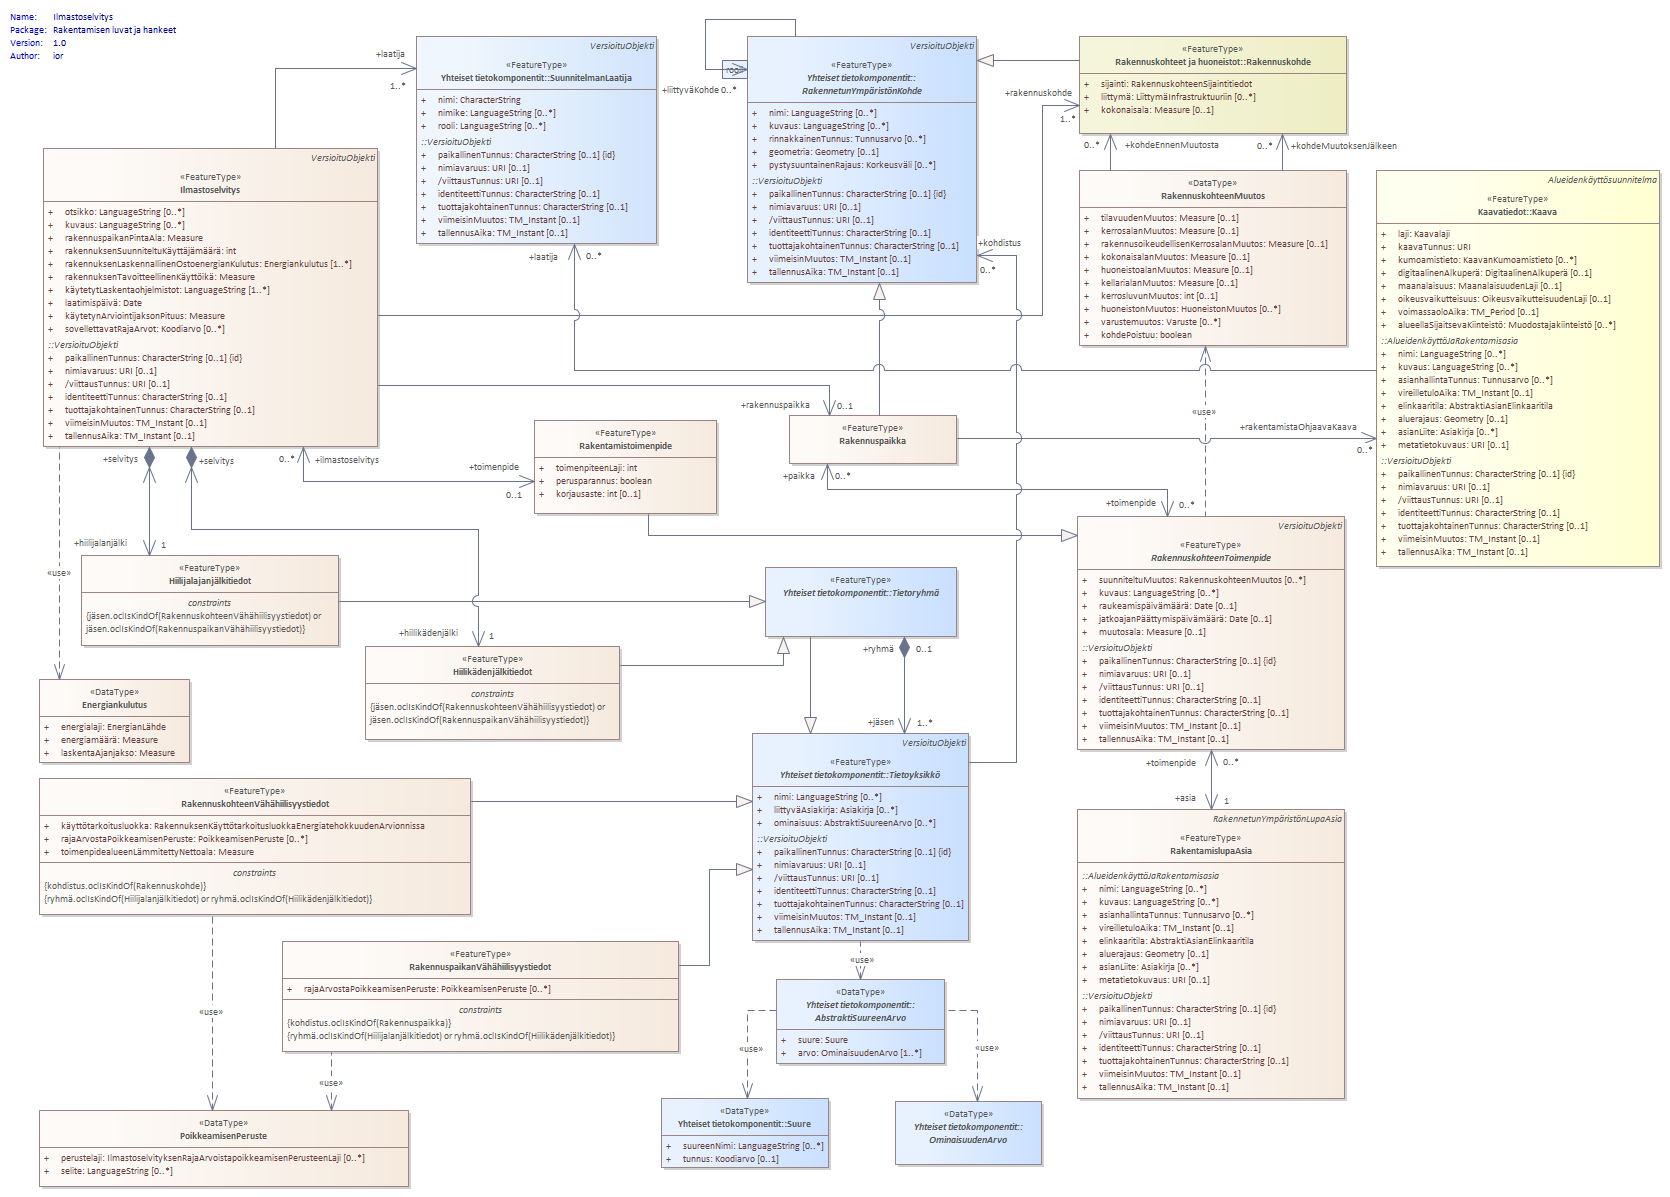 Name: Ilmastoselvitys
Package: Rakentamisen luvat ja hankkeet
Version: 1.0
Author: ior
+laatija
1..*
VersioituObjekti
«FeatureType»
Yhteiset tietokomponentit::SuunnitelmanLaatija
+ nimi: CharacterString
+ nimike: LanguageString [0..*]
+ rooli: LanguageString [0..*]
::VersioituObjekti
+ paikallinenTunnus: CharacterString [0..1] {id}
+ nimiavaruus: URI [0..1]
+ /viittausTunnus: URI [0..1]
+ identiteettiTunnus: CharacterString [0..1]
+ tuottajakohtainenTunnus: CharacterString [0..1]
+ viimeisinMuutos: TM_Instant [0..1]
+ tallennusAika: TM_Instant [0..1]
+laatija
0..*
rooli
+liittyväKohde 0..*
VersioituObjekti
«FeatureType»
Yhteiset tietokomponentit::
RakennetunYmpäristönKohde
+ nimi: LanguageString [0..*]
+ kuvaus: LanguageString [0..*]
+ rinnakkainenTunnus: Tunnusarvo [0..*]
+ geometria: Geometry [0..1]
+ pystysuuntainenRajaus: Korkeusväli [0..*]
::VersioituObjekti
+ paikallinenTunnus: CharacterString [0..1] {id}
+ nimiavaruus: URI [0..1]
+ /viittausTunnus: URI [0..1]
+ identiteettiTunnus: CharacterString [0..1]
+ tuottajakohtainenTunnus: CharacterString [0..1]
+ viimeisinMuutos: TM_Instant [0..1]
+ tallennusAika: TM_Instant [0..1]
+kohdistus
0..*
+rakennuskohde
1..*
«FeatureType»
Rakennuskohteet ja huoneistot::Rakennuskohde
+ sijainti: RakennuskohteenSijaintitiedot
+ liittymä: LiittymäInfrastruktuuriin [0..*]
+ kokonaisala: Measure [0..1]
0..*
+kohdeEnnenMuutosta
0..*
+kohdeMuutoksenJälkeen
«DataType»
RakennuskohteenMuutos
+ tilavuudenMuutos: Measure [0..1]
+ kerrosalanMuutos: Measure [0..1]
+ rakennusoikeudellisenKerrosalanMuutos: Measure [0..1]
+ kokonaisalanMuutos: Measure [0..1]
+ huoneistoalanMuutos: Measure [0..1]
+ kellarialanMuutos: Measure [0..1]
+ kerrosluvunMuutos: int [0..1]
+ huoneistonMuutos: HuoneistonMuutos [0..*]
+ varustemuutos: Varuste [0..*]
+ kohdePoistuu: boolean
«use»
Alueidenkäyttösuunnitelma
«FeatureType»
Kaavatiedot::Kaava
+ laji: Kaavalaji
+ kaavaTunnus: URI
+ kumoamistieto: KaavanKumoamistieto [0..*]
+ digitaalinenAlkuperä: DigitaalinenAlkuperä [0..1]
+ maanalaisuus: MaanalaisuudenLaji [0..1]
+ oikeusvaikutteisuus: OikeusvaikutteisuudenLaji [0..1]
+ voimassaoloAika: TM_Period [0..1]
+ alueellaSijaitsevaKiinteistö: Muodostajakiinteistö [0..*]
::AlueidenkäyttöJaRakentamisasia
+ nimi: LanguageString [0..*]
+ kuvaus: LanguageString [0..*]
+ asianhallintaTunnus: Tunnusarvo [0..*]
+ vireilletuloAika: TM_Instant [0..1]
+ elinkaaritila: AbstraktiAsianElinkaaritila
+ aluerajaus: Geometry [0..1]
+ asianLiite: Asiakirja [0..*]
+ metatietokuvaus: URI [0..1]
::VersioituObjekti
+ paikallinenTunnus: CharacterString [0..1] {id}
+ nimiavaruus: URI [0..1]
+ /viittausTunnus: URI [0..1]
+ identiteettiTunnus: CharacterString [0..1]
+ tuottajakohtainenTunnus: CharacterString [0..1]
+ viimeisinMuutos: TM_Instant [0..1]
+ tallennusAika: TM_Instant [0..1]
VersioituObjekti
«FeatureType»
Ilmastoselvitys
+ otsikko: LanguageString [0..*]
+ kuvaus: LanguageString [0..*]
+ rakennuspaikanPintaAla: Measure
+ rakennuksenSuunniteltuKäyttäjämäärä: int
+ rakennuksenLaskennallinenOstoenergianKulutus: Energiankulutus [1..*]
+ rakennuksenTavoitteellinenKäyttöikä: Measure
+ käytetytLaskentaohjelmistot: LanguageString [1..*]
+ laatimispäivä: Date
+ käytetynArviointijaksonPituus: Measure
+ sovellettavatRajaArvot: Koodiarvo [0..*]
::VersioituObjekti
+ paikallinenTunnus: CharacterString [0..1] {id}
+ nimiavaruus: URI [0..1]
+ /viittausTunnus: URI [0..1]
+ identiteettiTunnus: CharacterString [0..1]
+ tuottajakohtainenTunnus: CharacterString [0..1]
+ viimeisinMuutos: TM_Instant [0..1]
+ tallennusAika: TM_Instant [0..1]
+selvitys
+selvitys
0..*
+ilmastoselvitys
+toimenpide
0..1
«FeatureType»
Rakentamistoimenpide
+ toimenpiteenLaji: int
+ perusparannus: boolean
+ korjausaste: int [0..1]
+rakennuspaikka
0..1
«FeatureType»
Rakennuspaikka
+paikka
0..*
+rakentamistaOhjaavaKaava
0..*
+toimenpide
0..*
VersioituObjekti
«FeatureType»
RakennuskohteenToimenpide
+ suunniteltuMuutos: RakennuskohteenMuutos [0..*]
+ kuvaus: LanguageString [0..*]
+ raukeamispäivämäärä: Date [0..1]
+ jatkoajanPäättymispäivämäärä: Date [0..1]
+ muutosala: Measure [0..1]
::VersioituObjekti
+ paikallinenTunnus: CharacterString [0..1] {id}
+ nimiavaruus: URI [0..1]
+ /viittausTunnus: URI [0..1]
+ identiteettiTunnus: CharacterString [0..1]
+ tuottajakohtainenTunnus: CharacterString [0..1]
+ viimeisinMuutos: TM_Instant [0..1]
+ tallennusAika: TM_Instant [0..1]
+toimenpide
0..*
+asia
1
+hiilijalanjälki
1
«use»
«FeatureType»
Hiilijalajanjälkitiedot
constraints
{jäsen.oclIsKindOf(RakennuskohteenVähähiilisyystiedot) or
jäsen.oclIsKindOf(RakennuspaikanVähähiilisyystiedot)}
+hiilikädenjälki
1
«FeatureType»
Hiilikädenjälkitiedot
constraints
{jäsen.oclIsKindOf(RakennuskohteenVähähiilisyystiedot) or
jäsen.oclIsKindOf(RakennuspaikanVähähiilisyystiedot)}
«FeatureType»
Yhteiset tietokomponentit::Tietoryhmä
+ryhmä
0..1
+jäsen
1..*
«DataType»
Energiankulutus
+ energialaji: EnergianLähde
+ energiamäärä: Measure
+ laskentaAjanjakso: Measure
VersioituObjekti
«FeatureType»
Yhteiset tietokomponentit::Tietoyksikkö
+ nimi: LanguageString [0..*]
+ liittyväAsiakirja: Asiakirja [0..*]
+ ominaisuus: AbstraktiSuureenArvo [0..*]
::VersioituObjekti
+ paikallinenTunnus: CharacterString [0..1] {id}
+ nimiavaruus: URI [0..1]
+ /viittausTunnus: URI [0..1]
+ identiteettiTunnus: CharacterString [0..1]
+ tuottajakohtainenTunnus: CharacterString [0..1]
+ viimeisinMuutos: TM_Instant [0..1]
+ tallennusAika: TM_Instant [0..1]
«FeatureType»
RakennuskohteenVähähiilisyystiedot
+ käyttötarkoitusluokka: RakennuksenKäyttötarkoitusluokkaEnergiatehokkuudenArvionnissa
+ rajaArvostaPoikkeamisenPeruste: PoikkeamisenPeruste [0..*]
+ toimenpidealueenLämmitettyNettoala: Measure
constraints
{kohdistus.oclIsKindOf(Rakennuskohde)}
{ryhmä.oclIsKindOf(Hiilijalanjälkitiedot) or ryhmä.oclIsKindOf(Hiilikädenjälkitiedot)}
RakennetunYmpäristönLupaAsia
«FeatureType»
RakentamislupaAsia
::AlueidenkäyttöJaRakentamisasia
+ nimi: LanguageString [0..*]
+ kuvaus: LanguageString [0..*]
+ asianhallintaTunnus: Tunnusarvo [0..*]
+ vireilletuloAika: TM_Instant [0..1]
+ elinkaaritila: AbstraktiAsianElinkaaritila
+ aluerajaus: Geometry [0..1]
+ asianLiite: Asiakirja [0..*]
+ metatietokuvaus: URI [0..1]
::VersioituObjekti
+ paikallinenTunnus: CharacterString [0..1] {id}
+ nimiavaruus: URI [0..1]
+ /viittausTunnus: URI [0..1]
+ identiteettiTunnus: CharacterString [0..1]
+ tuottajakohtainenTunnus: CharacterString [0..1]
+ viimeisinMuutos: TM_Instant [0..1]
+ tallennusAika: TM_Instant [0..1]
«FeatureType»
RakennuspaikanVähähiilisyystiedot
+ rajaArvostaPoikkeamisenPeruste: PoikkeamisenPeruste [0..*]
constraints
{kohdistus.oclIsKindOf(Rakennuspaikka)}
{ryhmä.oclIsKindOf(Hiilijalanjälkitiedot) or ryhmä.oclIsKindOf(Hiilikädenjälkitiedot)}
«use»
«use»
«use»
«DataType»
Yhteiset tietokomponentit::
AbstraktiSuureenArvo
+ suure: Suure
+ arvo: OminaisuudenArvo [1..*]
«use»
«use»
«DataType»
PoikkeamisenPeruste
+ perustelaji: IlmastoselvityksenRajaArvoistapoikkeamisenPerusteenLaji [0..*]
+ selite: LanguageString [0..*]
«DataType»
Yhteiset tietokomponentit::Suure
+ suureenNimi: LanguageString [0..*]
+ tunnus: Koodiarvo [0..1]
«DataType»
Yhteiset tietokomponentit::
OminaisuudenArvo